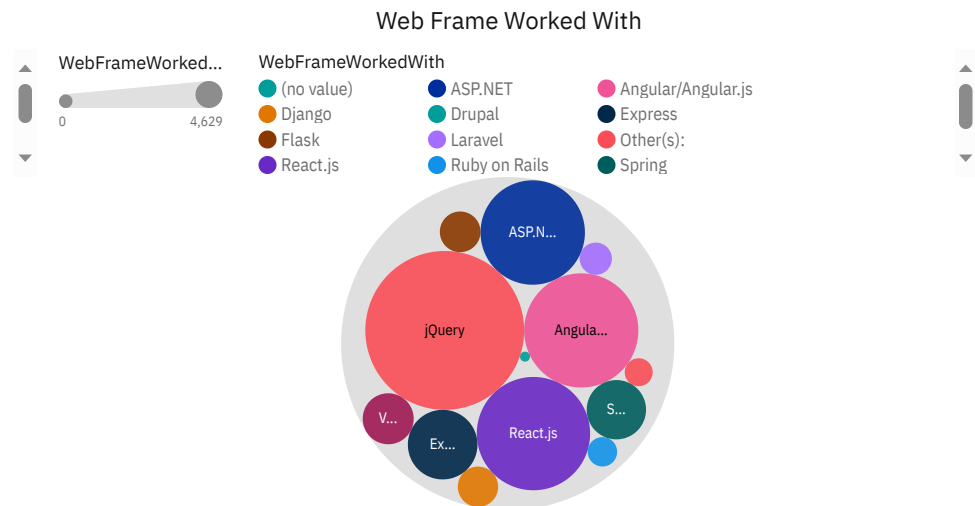 Web Frame Worked With
WebFrameWorked...
0 4,629
WebFrameWorkedWith
(no value) ASP.NET Angular/Angular.js
Django Drupal Express
Flask Laravel Other(s):
React.js Ruby on Rails Spring
ASP.N...
jQuery
Angula...
V...
Ex...
React.js
S...